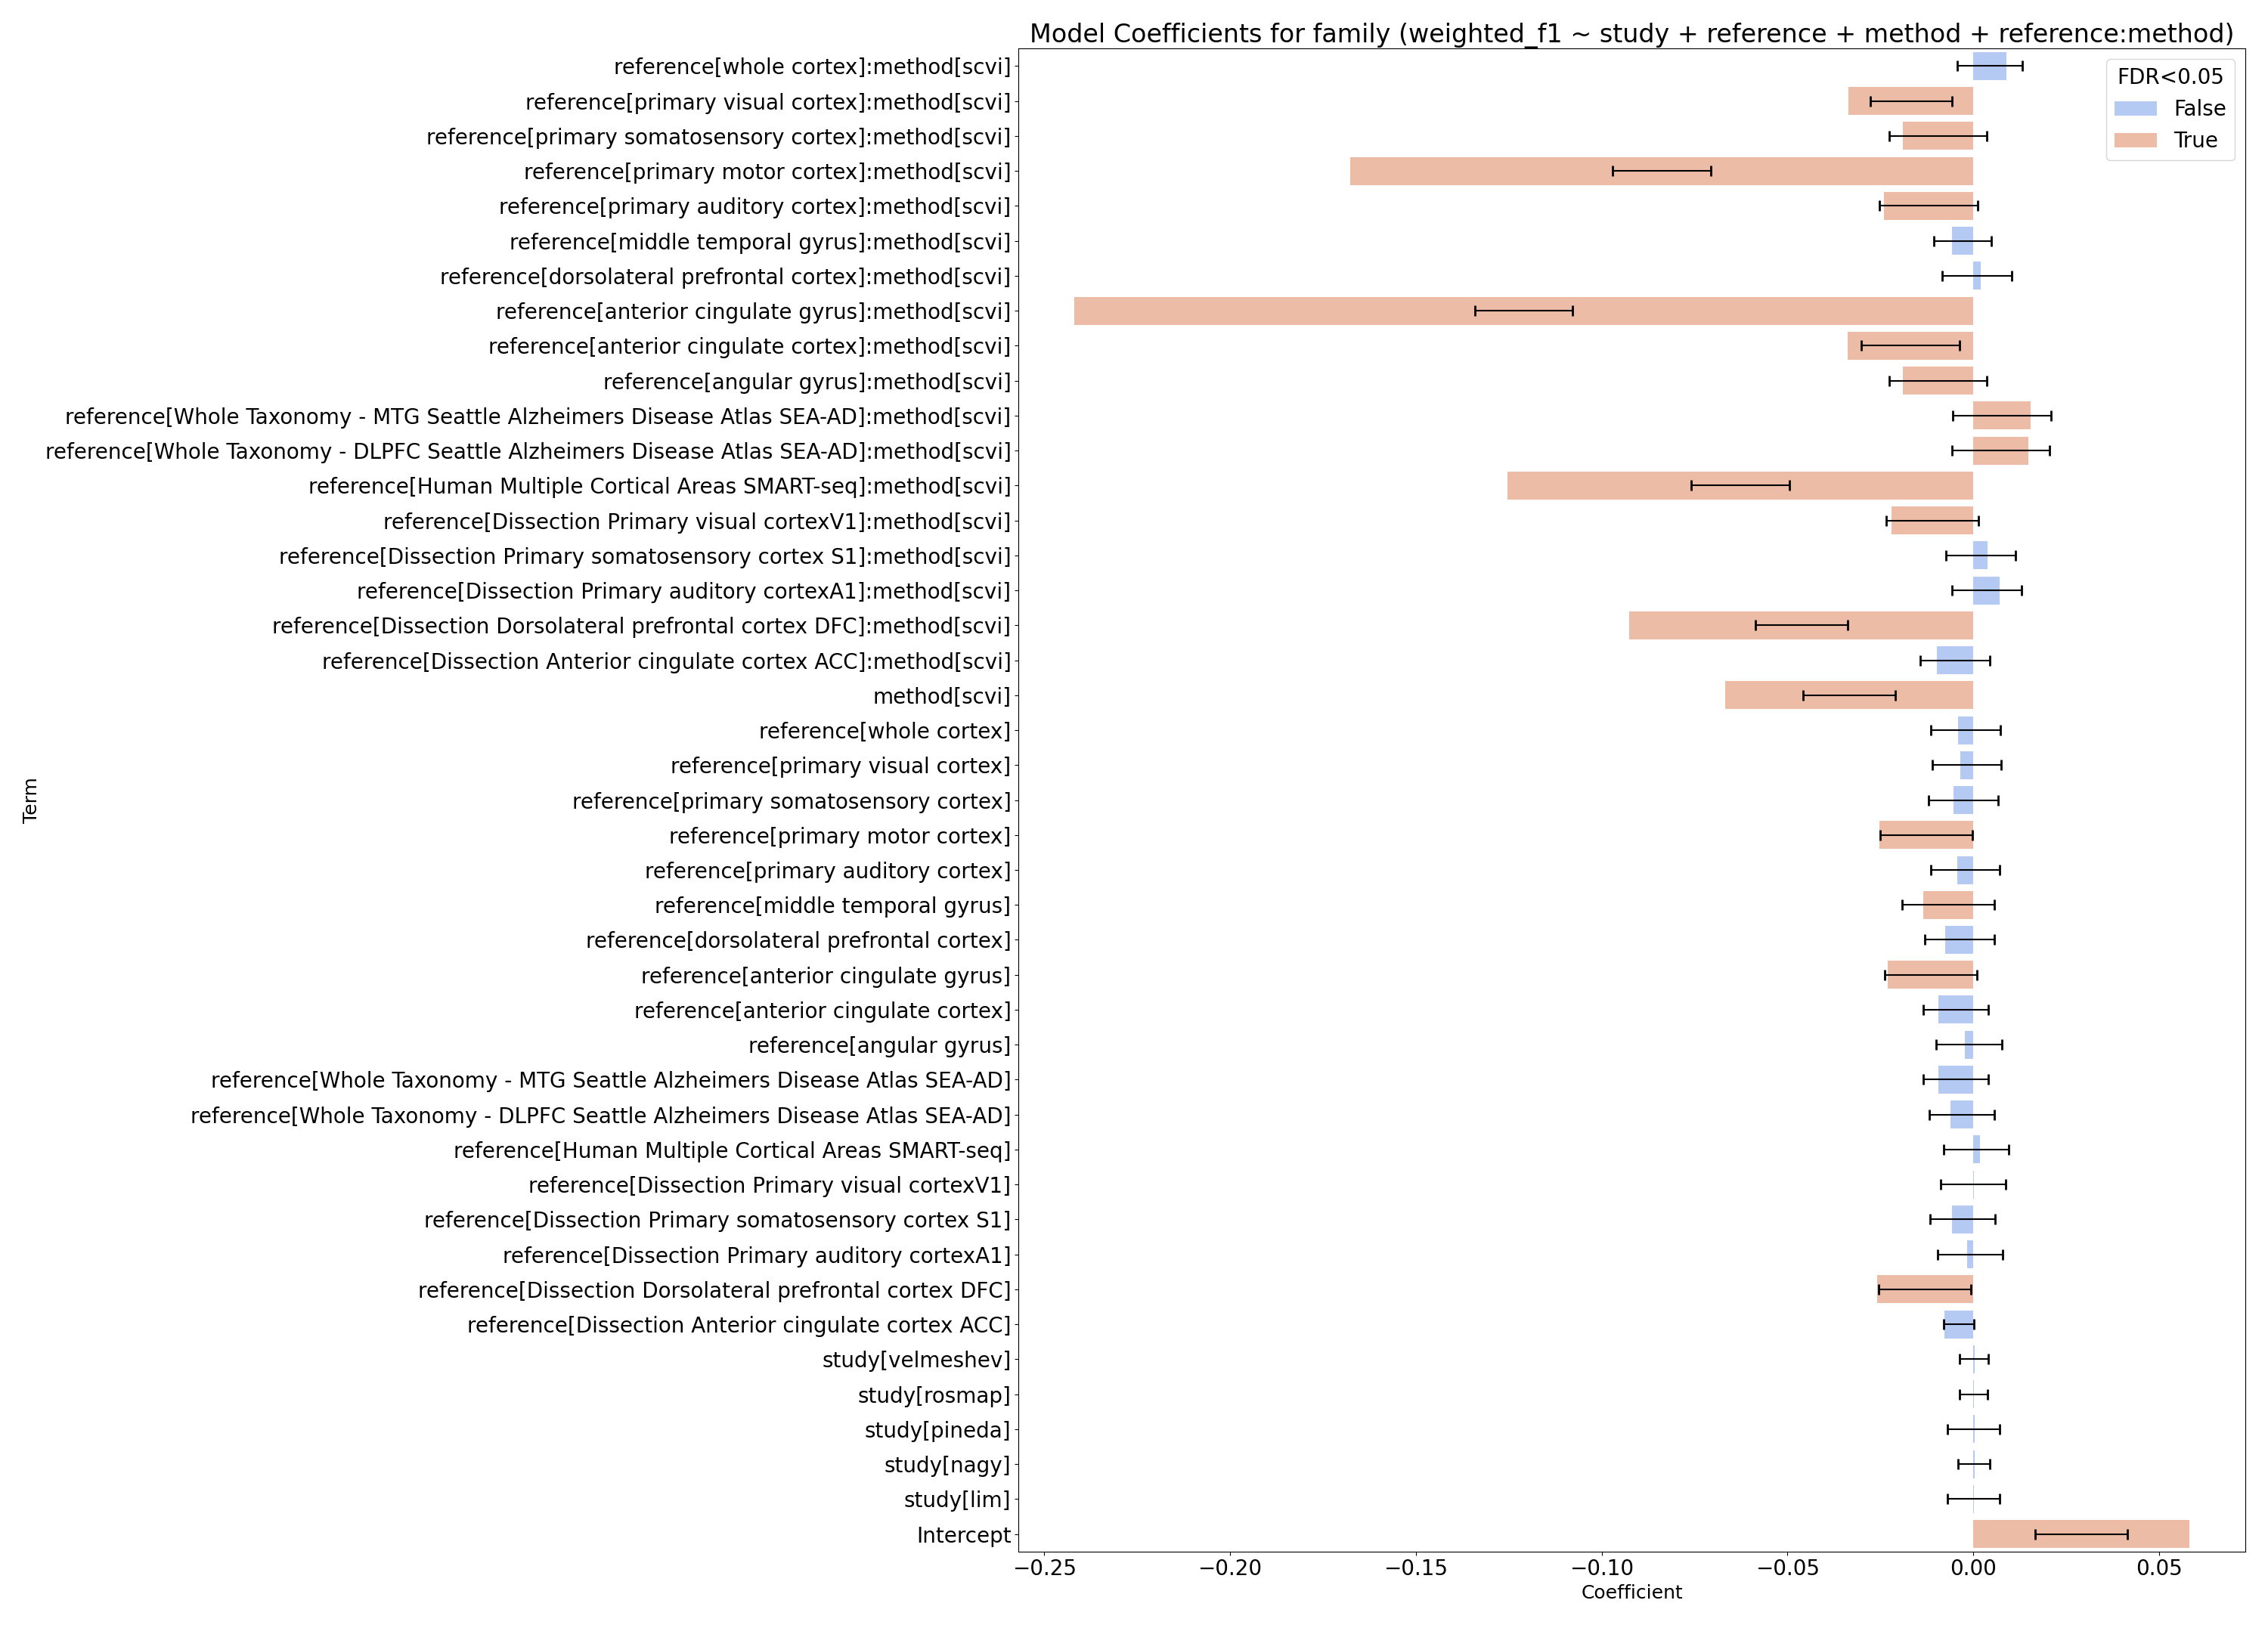 Model Coefficients for family (weighted_f1 ~ study + reference + method + reference:method)
reference[whole cortex]:method[scvi]
reference[primary visual cortex]:method[scvi]
reference[primary somatosensory cortex]:method[scvi]
reference[primary motor cortex]:method[scvi]
reference[primary auditory cortex]:method[scvi]
reference[middle temporal gyrus]:method[scvi]
reference[dorsolateral prefrontal cortex]:method[scvi]
reference[anterior cingulate gyrus]:method[scvi]
reference[anterior cingulate cortex]:method[scvi]
reference[angular gyrus]:method[scvi]
reference[Whole Taxonomy - MTG Seattle Alzheimers Disease Atlas SEA-AD]:method[scvi]
reference[Whole Taxonomy - DLPFC Seattle Alzheimers Disease Atlas SEA-AD]:method[scvi]
reference[Human Multiple Cortical Areas SMART-seq]:method[scvi]
reference[Dissection Primary visual cortexV1]:method[scvi]
reference[Dissection Primary somatosensory cortex S1]:method[scvi]
reference[Dissection Primary auditory cortexA1]:method[scvi]
reference[Dissection Dorsolateral prefrontal cortex DFC]:method[scvi]
reference[Dissection Anterior cingulate cortex ACC]:method[scvi]
method[scvi]
reference[whole cortex]
reference[primary visual cortex]
reference[primary somatosensory cortex]
reference[primary motor cortex]
reference[primary auditory cortex]
reference[middle temporal gyrus]
reference[dorsolateral prefrontal cortex]
reference[anterior cingulate gyrus]
reference[anterior cingulate cortex]
reference[angular gyrus]
reference[Whole Taxonomy - MTG Seattle Alzheimers Disease Atlas SEA-AD]
reference[Whole Taxonomy - DLPFC Seattle Alzheimers Disease Atlas SEA-AD]
reference[Human Multiple Cortical Areas SMART-seq]
reference[Dissection Primary visual cortexV1]
reference[Dissection Primary somatosensory cortex S1]
reference[Dissection Primary auditory cortexA1]
reference[Dissection Dorsolateral prefrontal cortex DFC]
reference[Dissection Anterior cingulate cortex ACC]
study[velmeshev]
study[rosmap]
study[pineda]
study[nagy]
study[lim]
Intercept
Term
FDR<0.05
False
True
−0.25 −0.20 −0.15 −0.10 −0.05 0.00 0.05
Coefficient